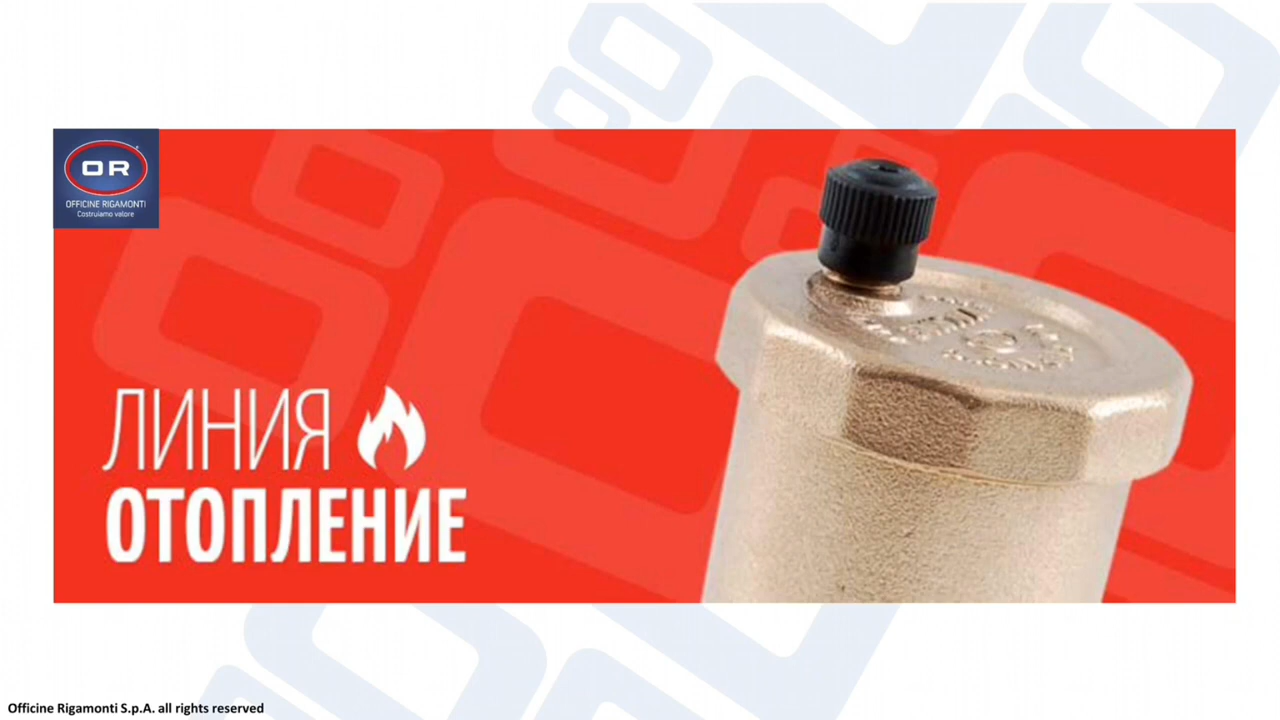 OR
OFFICINE RIGAMONTI
Costruiamo valore
ЛИНИЯ
ОТОПЛЕНИЕ
Officine Rigamonti S.p.A. all rights reserved